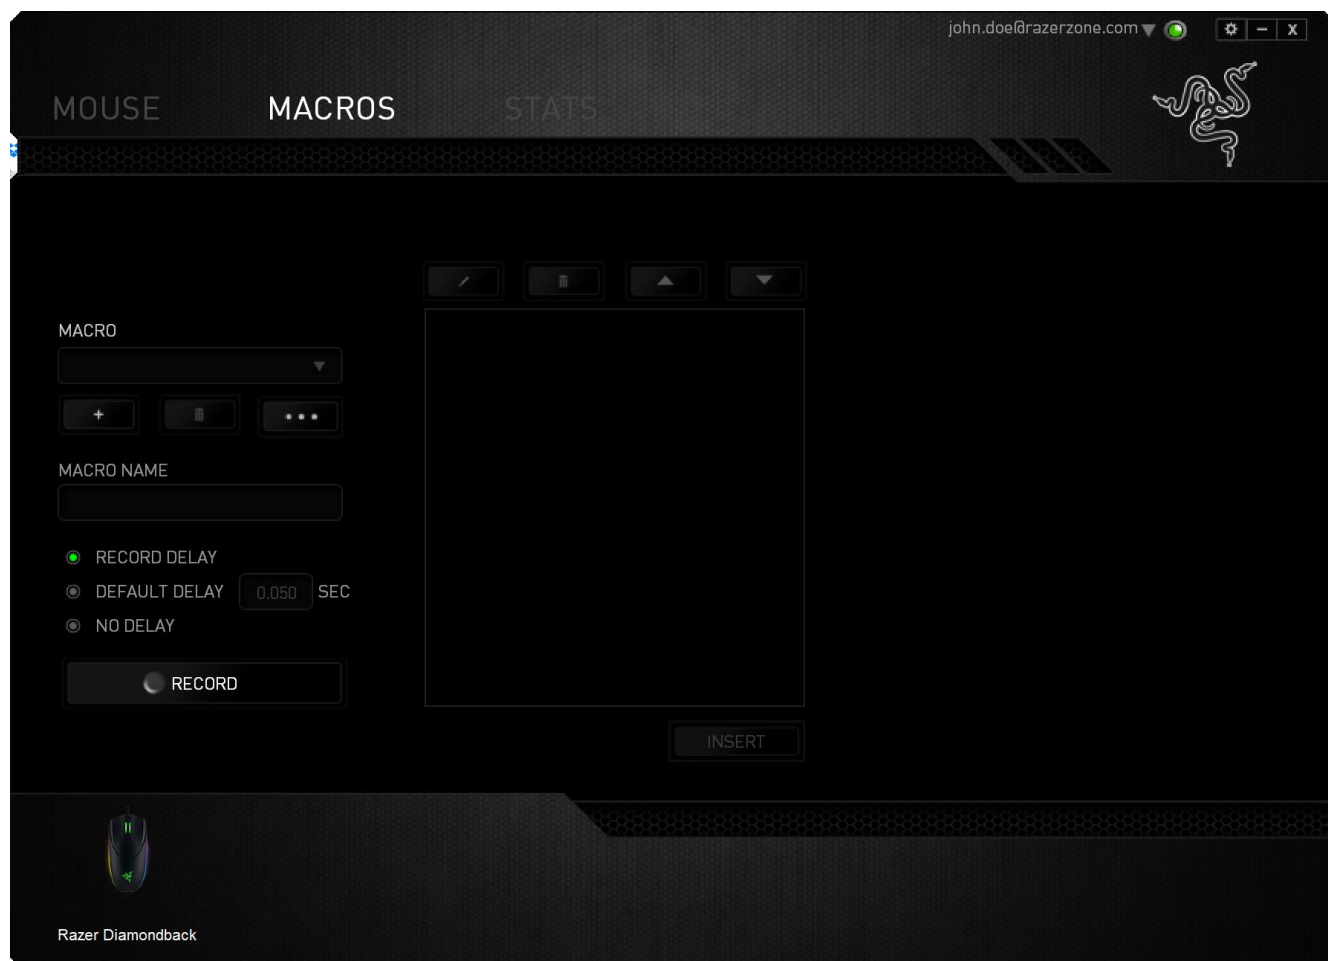 john.doe@razerzone.com
MOUSE MACROS STATS
MACRO
MACRO NAME
RECORD DELAY
DEFAULT DELAY 0.050 SEC
NO DELAY
RECORD
INSERT
Razer Diamondback